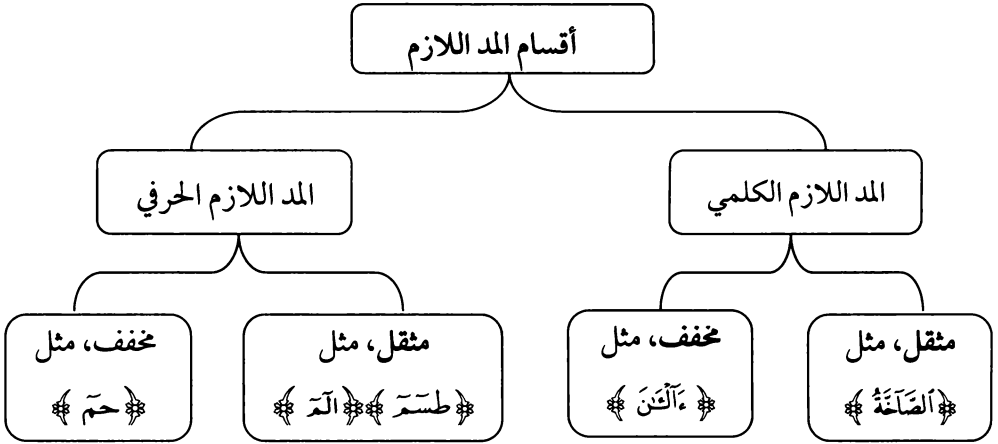 أقسام المد اللازم
المد اللازم الكلمي
المد اللازم الحرفي
مثقل، مثل
﴿ٱلصَّآخَّةُ﴾
مخفف، مثل
﴿ءَآلۡـَٰٔنَ﴾
مثقل، مثل
﴿طسٓمٓ﴾ ﴿الٓمٓ﴾
مخفف، مثل
﴿حمٓ﴾